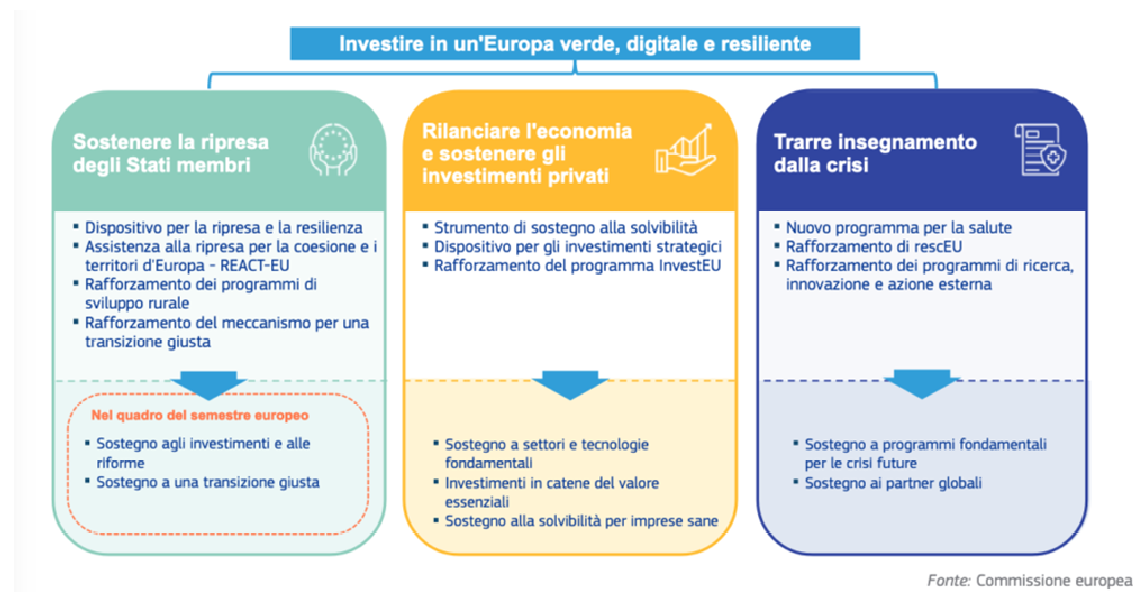 Investire in un'Europa verde, digitale e resiliente
Sostenere la ripresa
degli Stati membri
▪ Dispositivo per la ripresa e la resilienza
▪ Assistenza alla ripresa per la coesione e i
territori d'Europa - REACT-EU
▪ Rafforzamento dei programmi di
sviluppo rurale
▪ Rafforzamento del meccanismo per una
transizione giusta
Nel quadro del semestre europeo
▪ Sostegno agli investimenti e alle
riforme
▪ Sostegno a una transizione giusta
Rilanciare l'economia
e sostenere gli
investimenti privati
▪ Strumento di sostegno alla solvibilità
▪ Dispositivo per gli investimenti strategici
▪ Rafforzamento del programma InvestEU
▪ Sostegno a settori e tecnologie
fondamentali
▪ Investimenti in catene del valore
essenziali
▪ Sostegno alla solvibilità per imprese sane
Trarre insegnamento
dalla crisi
▪ Nuovo programma per la salute
▪ Rafforzamento di rescEU
▪ Rafforzamento dei programmi di ricerca,
innovazione e azione esterna
▪ Sostegno a programmi fondamentali
per le crisi future
▪ Sostegno ai partner globali
Fonte: Commissione europea